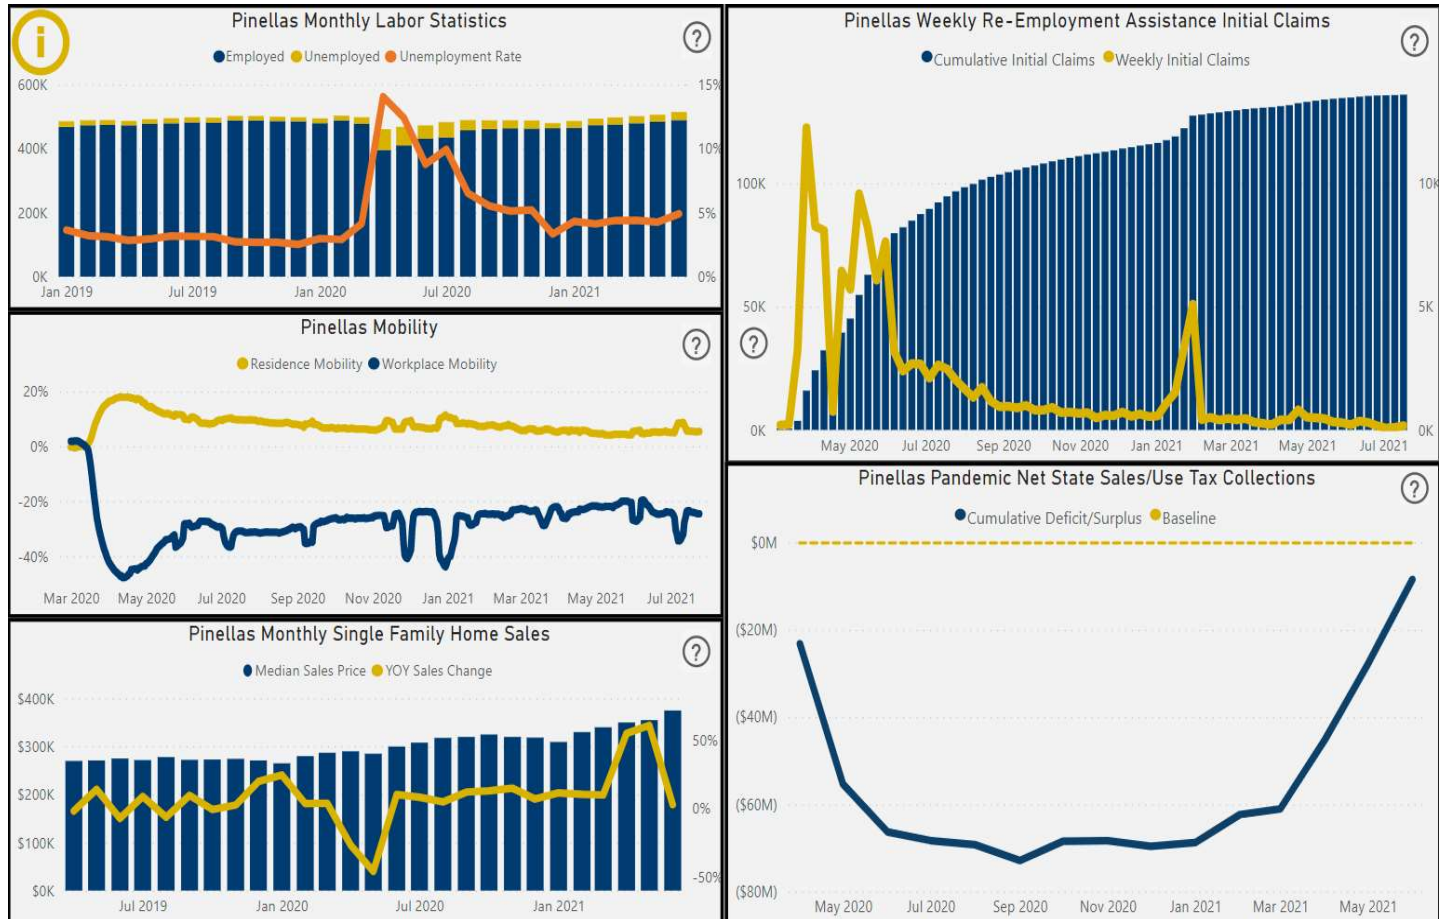 i
Pinellas Monthly Labor Statistics
?
Employed Unemployed Unemployment Rate
600K 15%
400K 10%
200K 5%
0K 0%
Jan 2019 Jul 2019 Jan 2020 Jul 2020 Jan 2021
Pinellas Mobility
?
Residence Mobility Workplace Mobility
20%
0%
-20%
-40%
Mar 2020 May 2020 Jul 2020 Sep 2020 Nov 2020 Jan 2021 Mar 2021 May 2021 Jul 2021
Pinellas Monthly Single Family Home Sales
?
Median Sales Price YOY Sales Change
$400K
$300K 50%
$200K 0%
$100K
$0K -50%
Jul 2019 Jan 2020 Jul 2020 Jan 2021
Pinellas Weekly Re-Employment Assistance Initial Claims
?
Cumulative Initial Claims Weekly Initial Claims
100K 10K
50K 5K
?
0K 0K
May 2020 Jul 2020 Sep 2020 Nov 2020 Jan 2021 Mar 2021 May 2021 Jul 2021
Pinellas Pandemic Net State Sales/Use Tax Collections
?
Cumulative Deficit/Surplus Baseline
$0M
($20M)
($40M)
($60M)
($80M)
May 2020 Jul 2020 Sep 2020 Nov 2020 Jan 2021 Mar 2021 May 2021